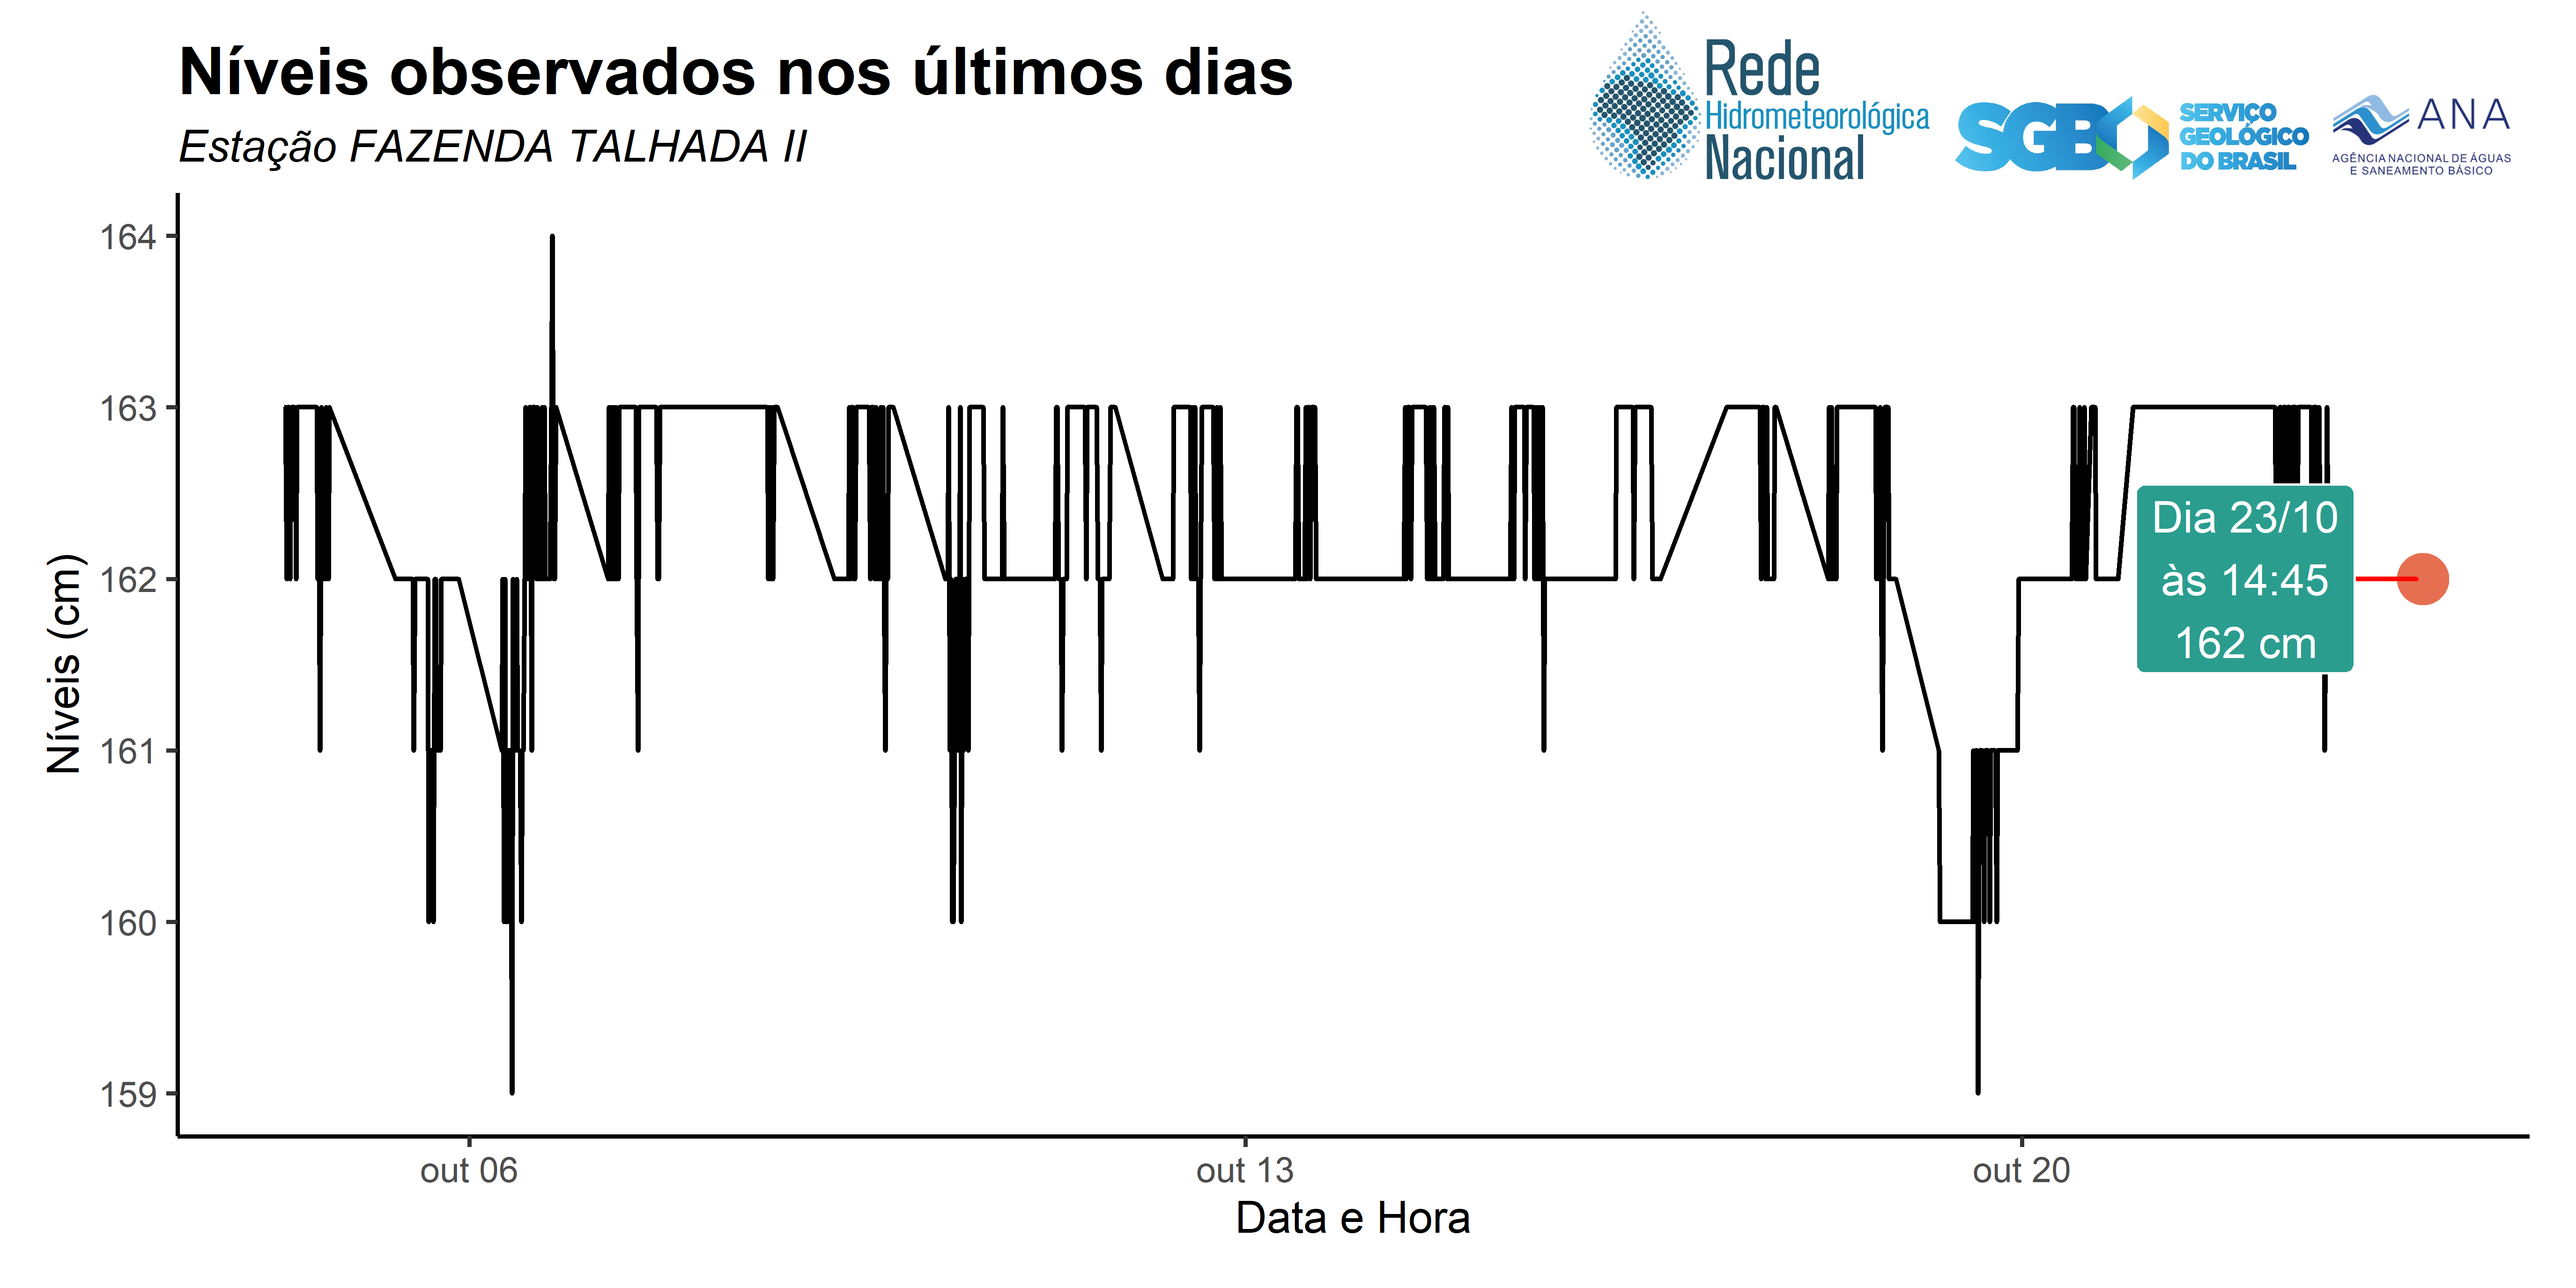 Níveis observados nos últimos dias
Estação FAZENDA TALHADA II
Rede
Hidrometeorológica
Nacional
SGB
SERVIÇO
GEOLÓGICO
DO BRASIL
ANA
AGÊNCIA NACIONAL DE ÁGUAS
E SANEAMENTO BÁSICO
Níveis (cm)
164
163
162
161
160
159
Dia 23/10
às 14:45
162 cm
out 06
out 13
out 20
Data e Hora